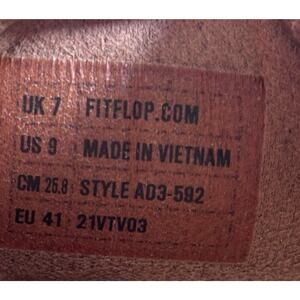 UK 7 FITFLOP.COM
US 9 MADE IN VIETNAM
CM 25.8 STYLE AD3-592
EU 41 21VTV03